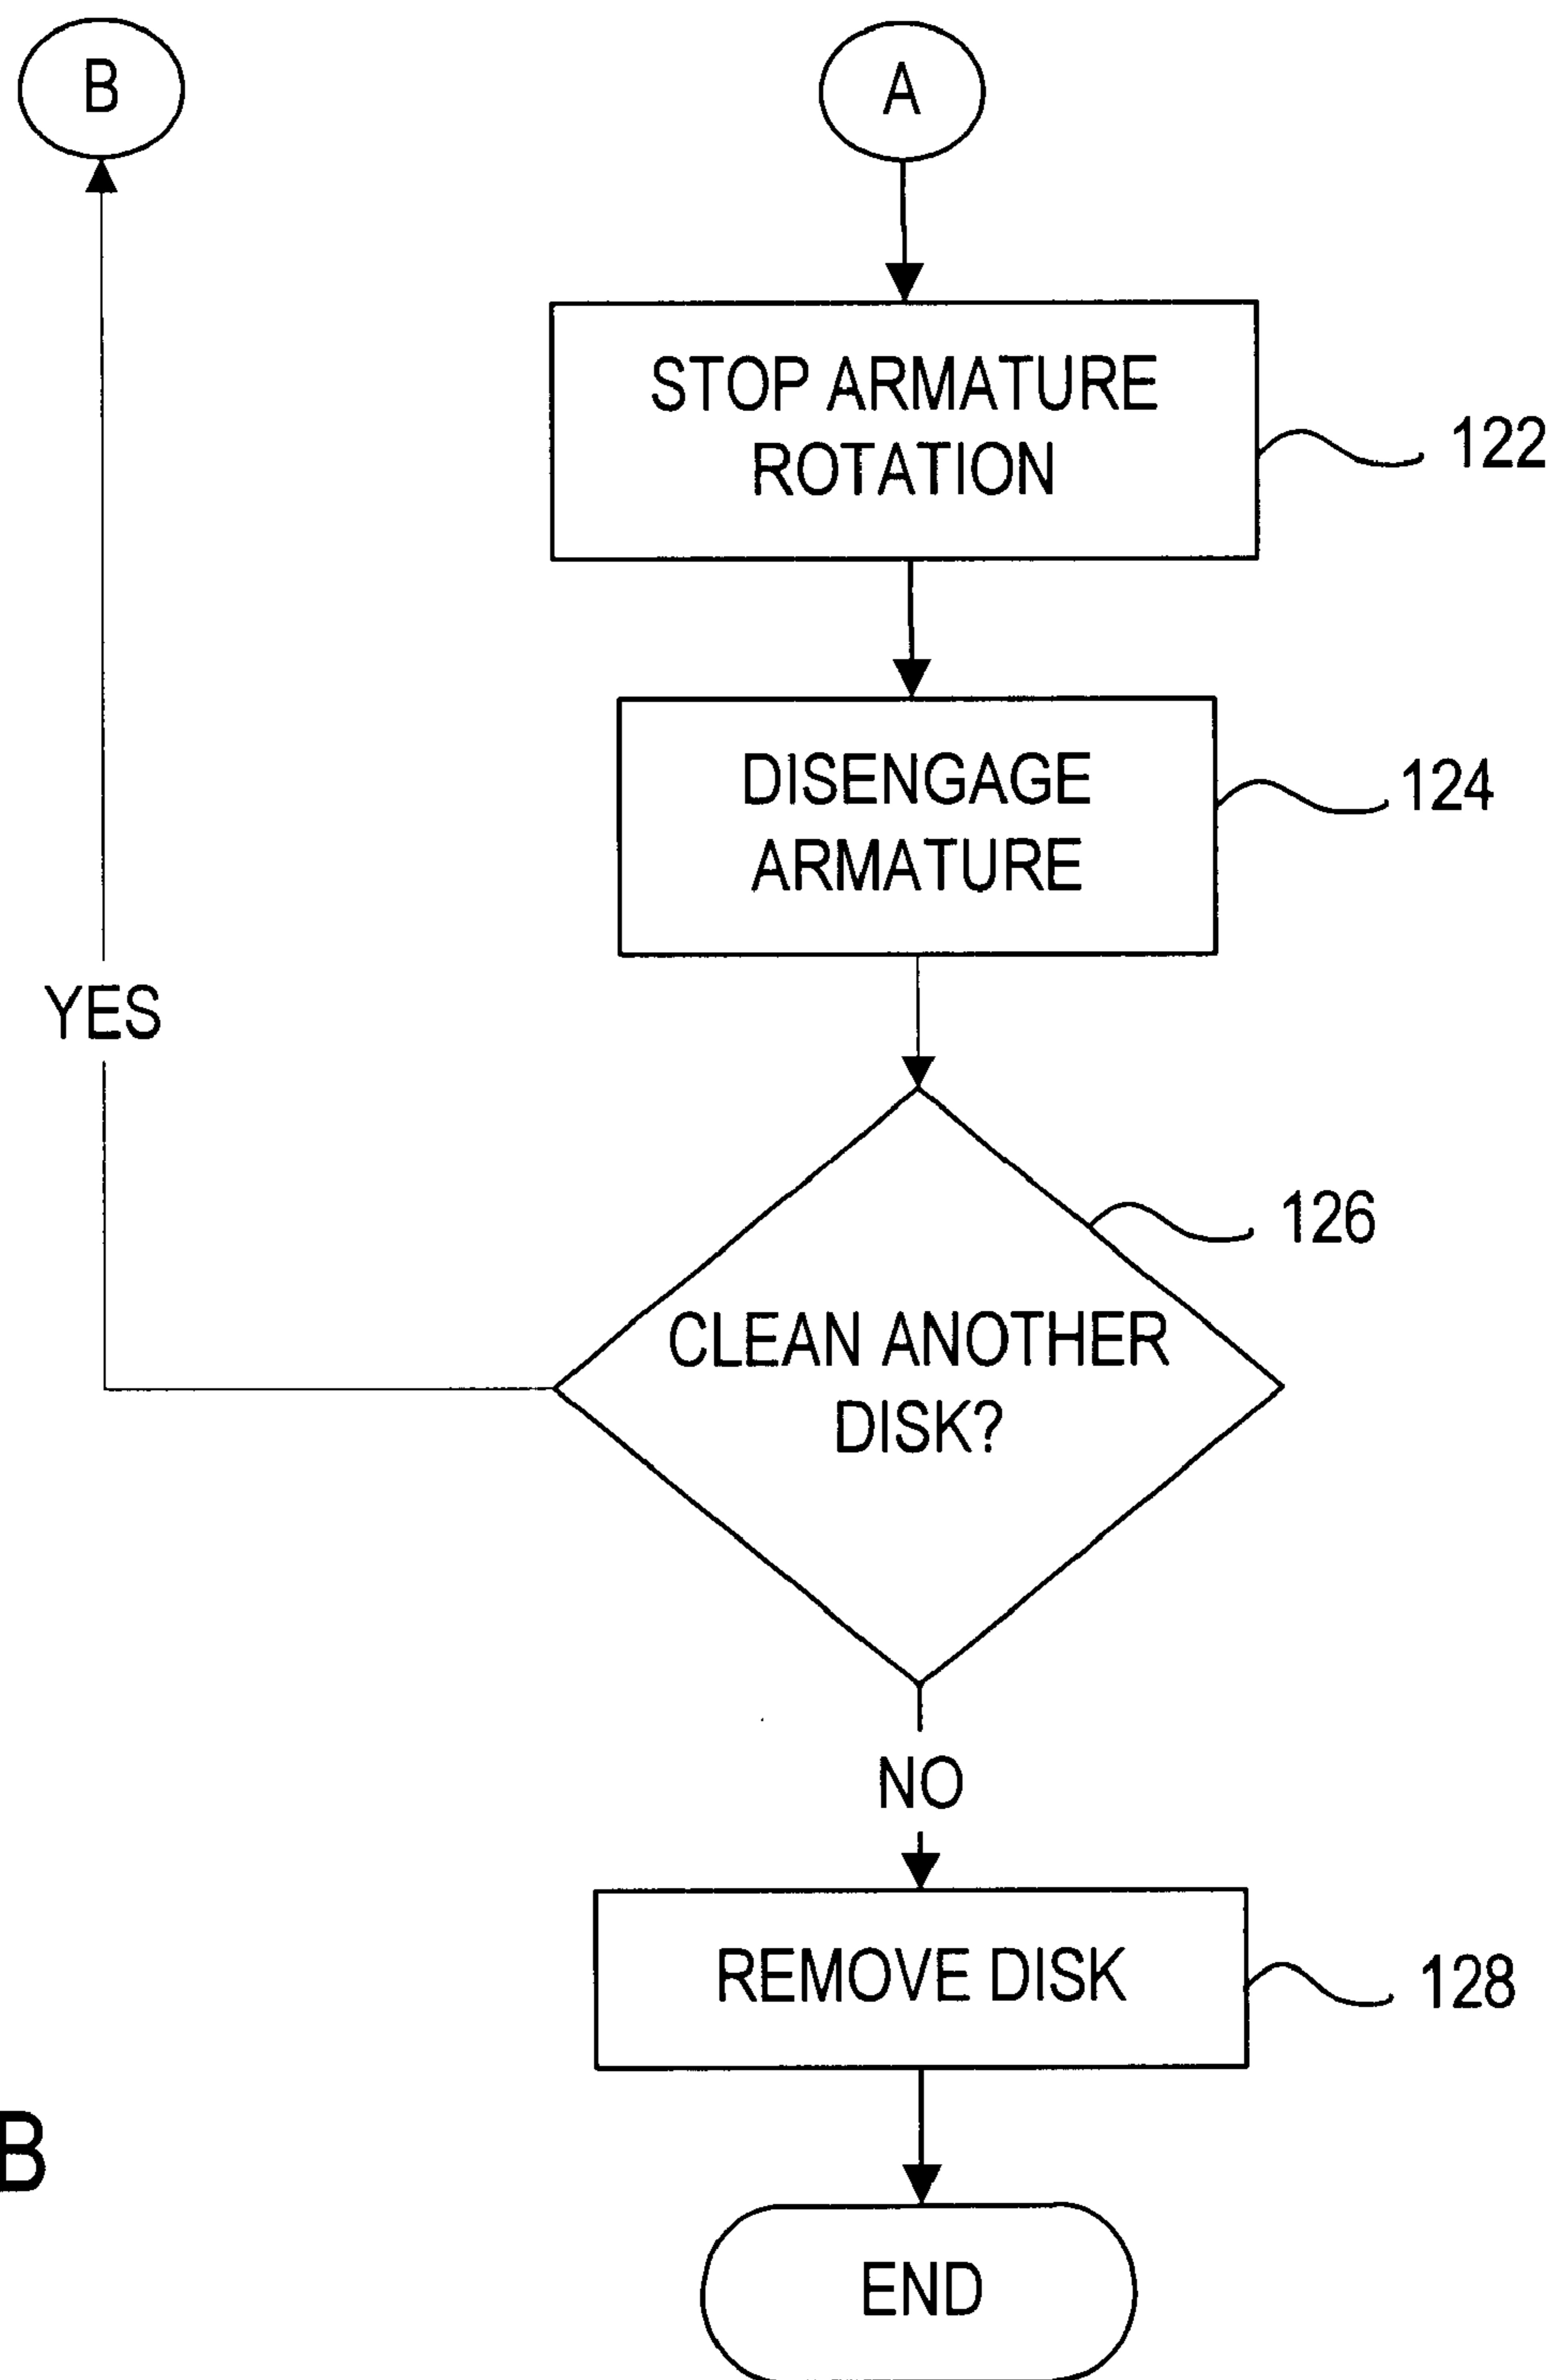 B
A
STOP ARMATURE
ROTATION
122
DISENGAGE
ARMATURE
124
YES
126
CLEAN ANOTHER
DISK?
NO
REMOVE DISK
128
B
END